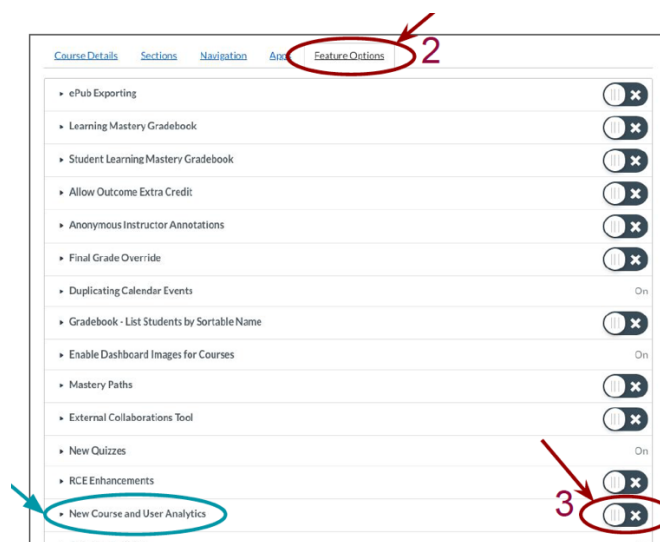 Course Details Sections Navigation App Feature Options 2
ePub Exporting
Learning Mastery Gradebook
Student Learning Mastery Gradebook
Allow Outcome Extra Credit
Anonymous Instructor Annotations
Final Grade Override
Duplicating Calendar Events On
Gradebook - List Students by Sortable Name
Enable Dashboard Images for Courses On
Mastery Paths
External Collaborations Tool
New Quizzes On
RCE Enhancements
New Course and User Analytics 3